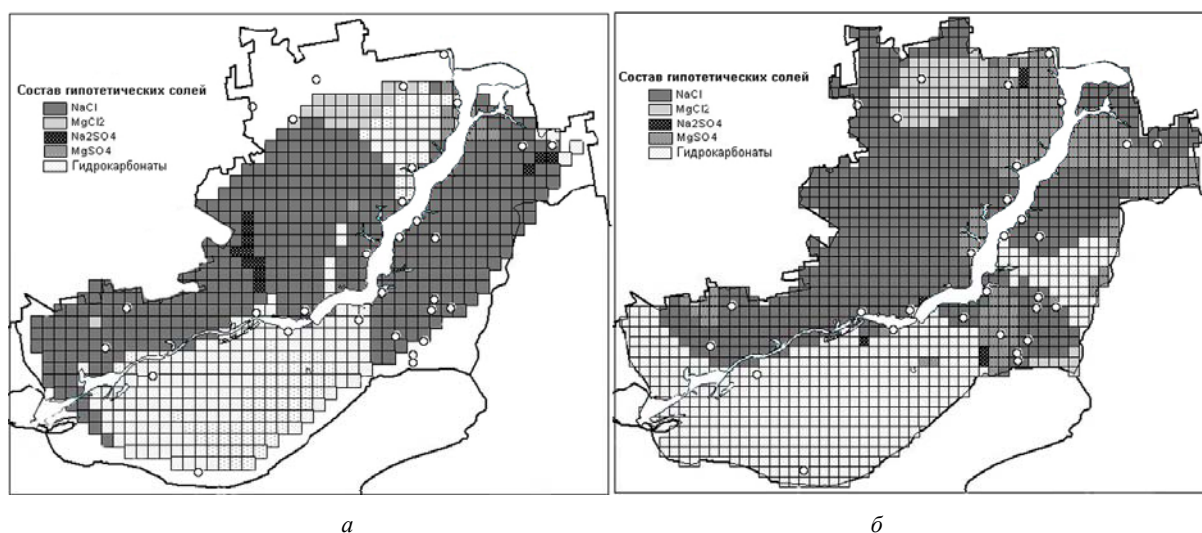 Состав гипотетических солей
NaCl
MgCl2
Na2SO4
MgSO4
Гидрокарбонаты
Состав гипотетических солей
NaCl
MgCl2
Na2SO4
MgSO4
Гидрокарбонаты
а
б